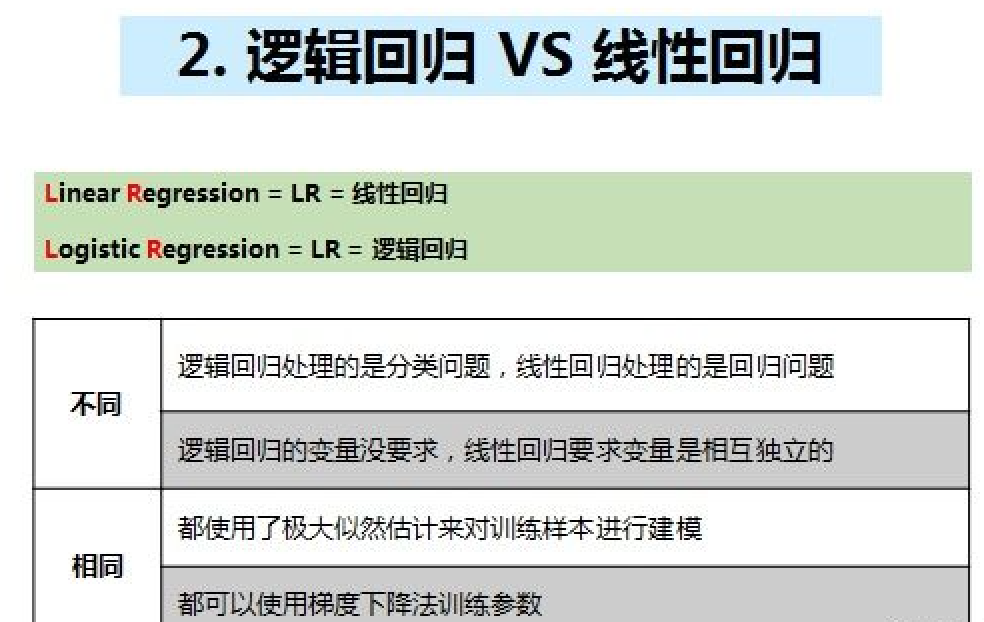 2. 逻辑回归 VS 线性回归
Linear Regression = LR = 线性回归
Logistic Regression = LR = 逻辑回归
不同
逻辑回归处理的是分类问题，线性回归处理的是回归问题
逻辑回归的变量没要求，线性回归要求变量是相互独立的
相同
都使用了极大似然估计来对训练样本进行建模
都可以使用梯度下降法训练参数